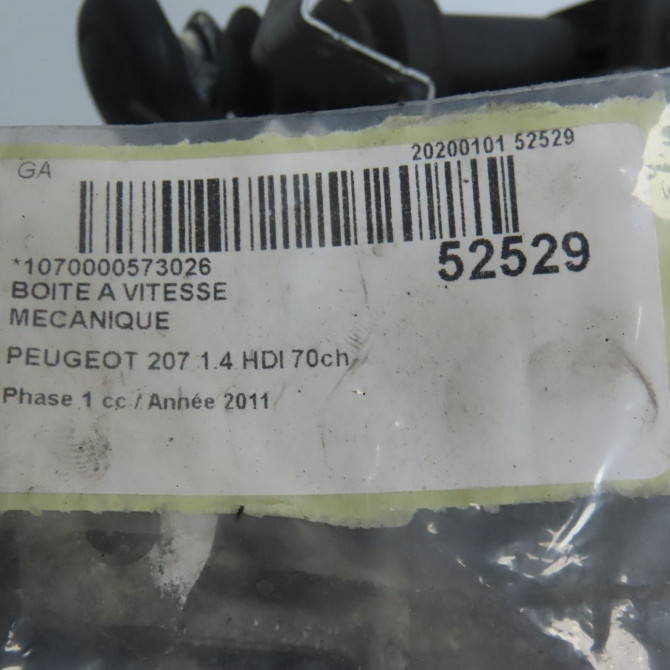 GA
20200101 52529
*1070000573026
52529
BOITE A VITESSE
MECANIQUE
PEUGEOT 207 1.4 HDI 70ch
Phase 1 cc / Année 2011